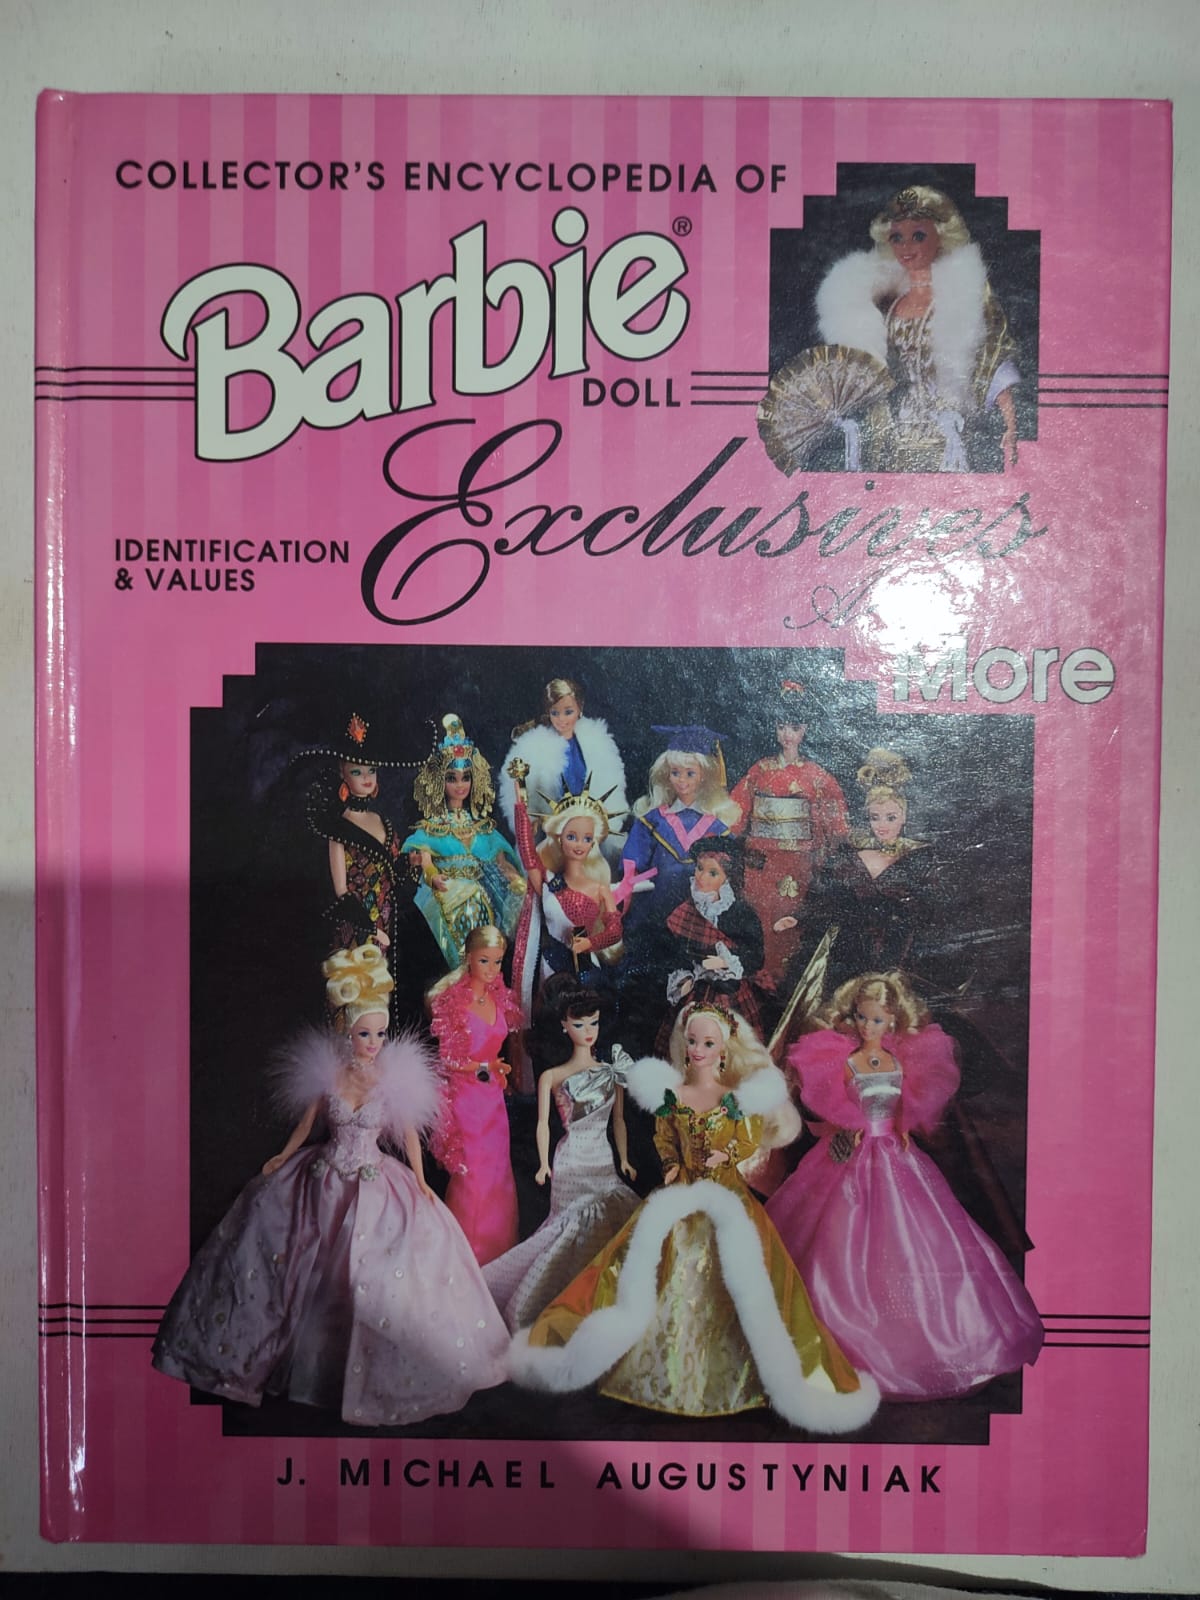 COLLECTOR'S ENCYCLOPEDIA OF
Barbie®
DOLL
Exclusives
IDENTIFICATION
& VALUES
More
J. MICHAEL AUGUSTYNIAK